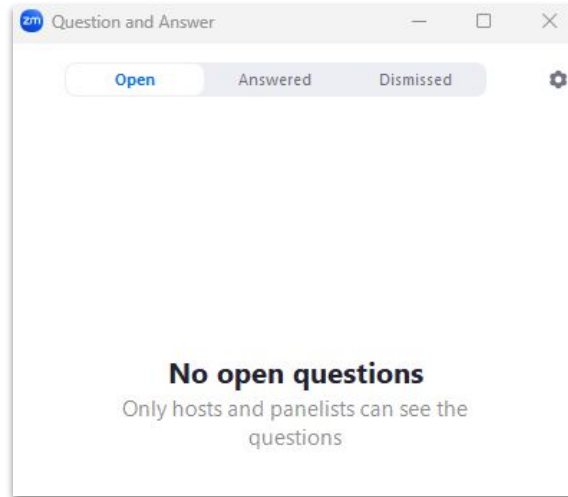 zm Question and Answer
Open Answered Dismissed
No open questions
Only hosts and panelists can see the
questions